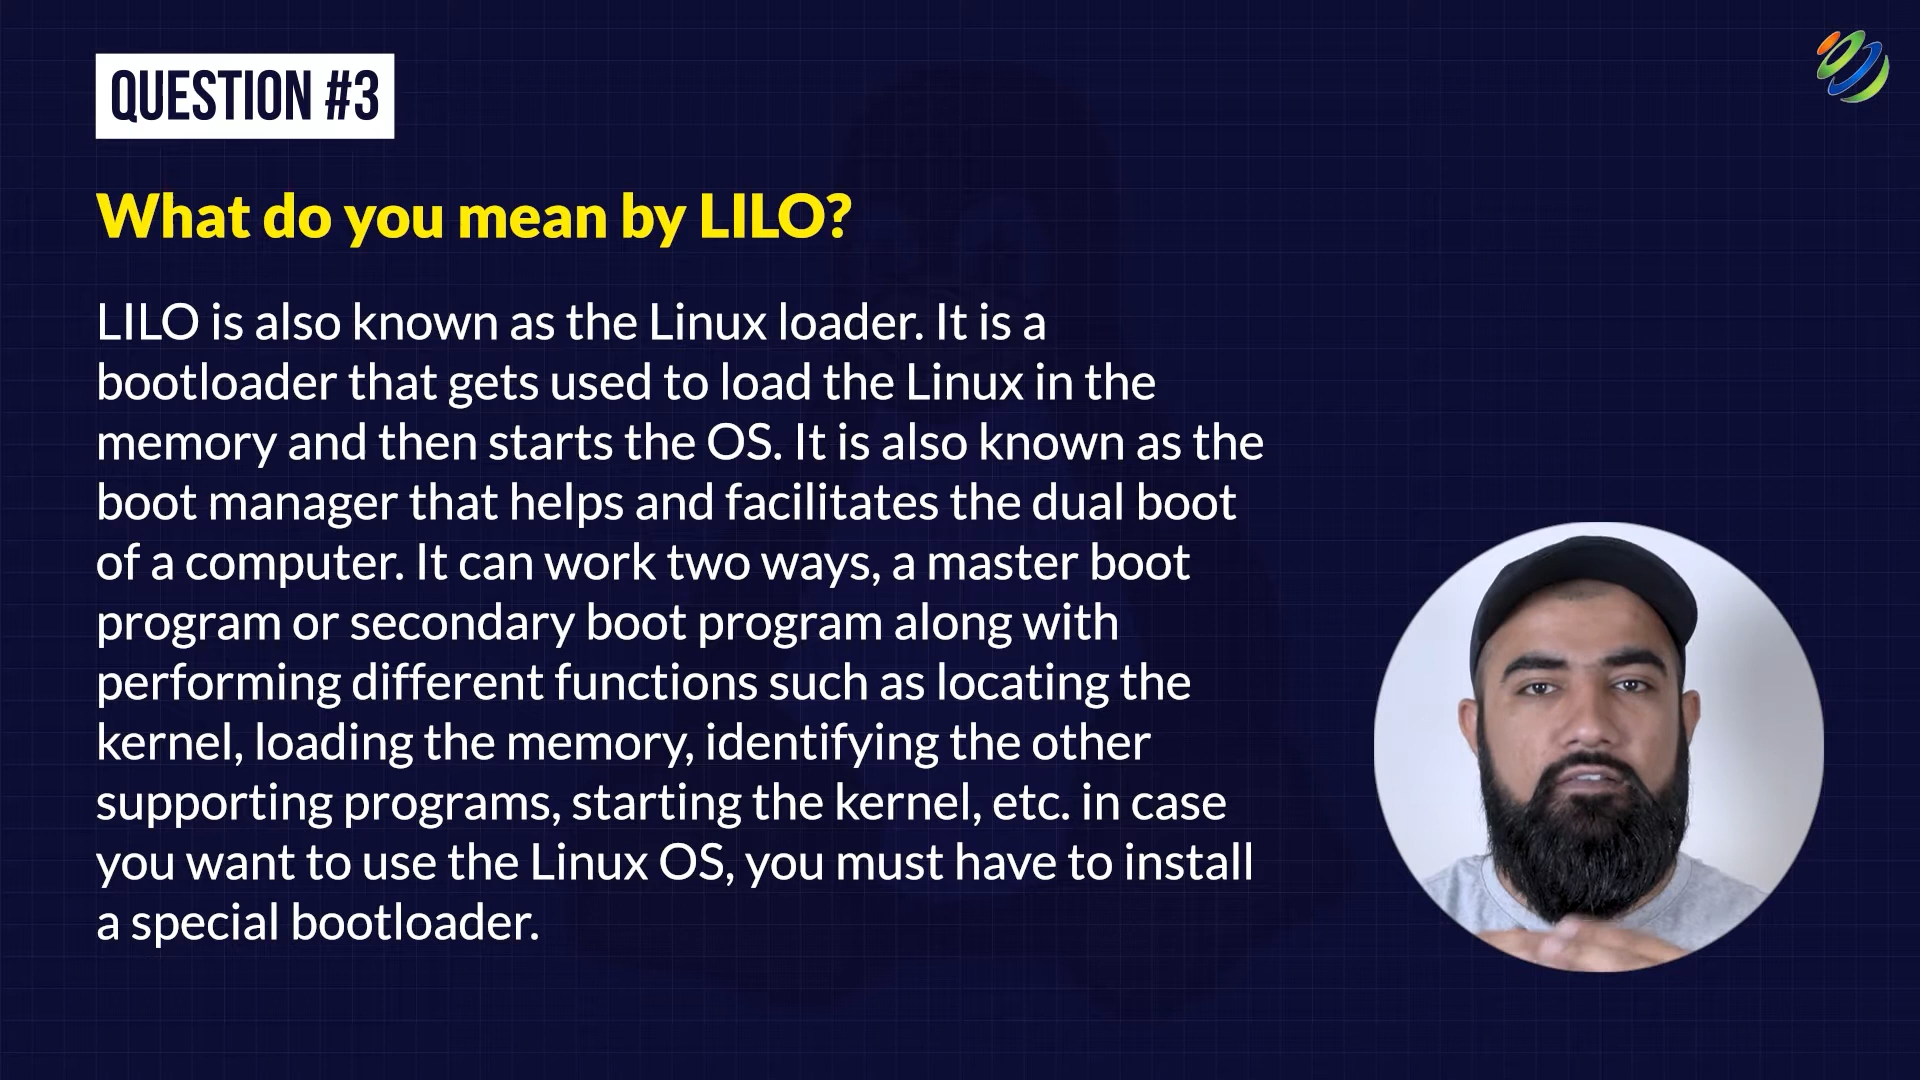 QUESTION #3
What do you mean by LILO?
LILO is also known as the Linux loader. It is a
bootloader that gets used to load the Linux in the
memory and then starts the OS. It is also known as the
boot manager that helps and facilitates the dual boot
of a computer. It can work two ways, a master boot
program or secondary boot program along with
performing different functions such as locating the
kernel, loading the memory, identifying the other
supporting programs, starting the kernel, etc. in case
you want to use the Linux OS, you must have to install
a special bootloader.